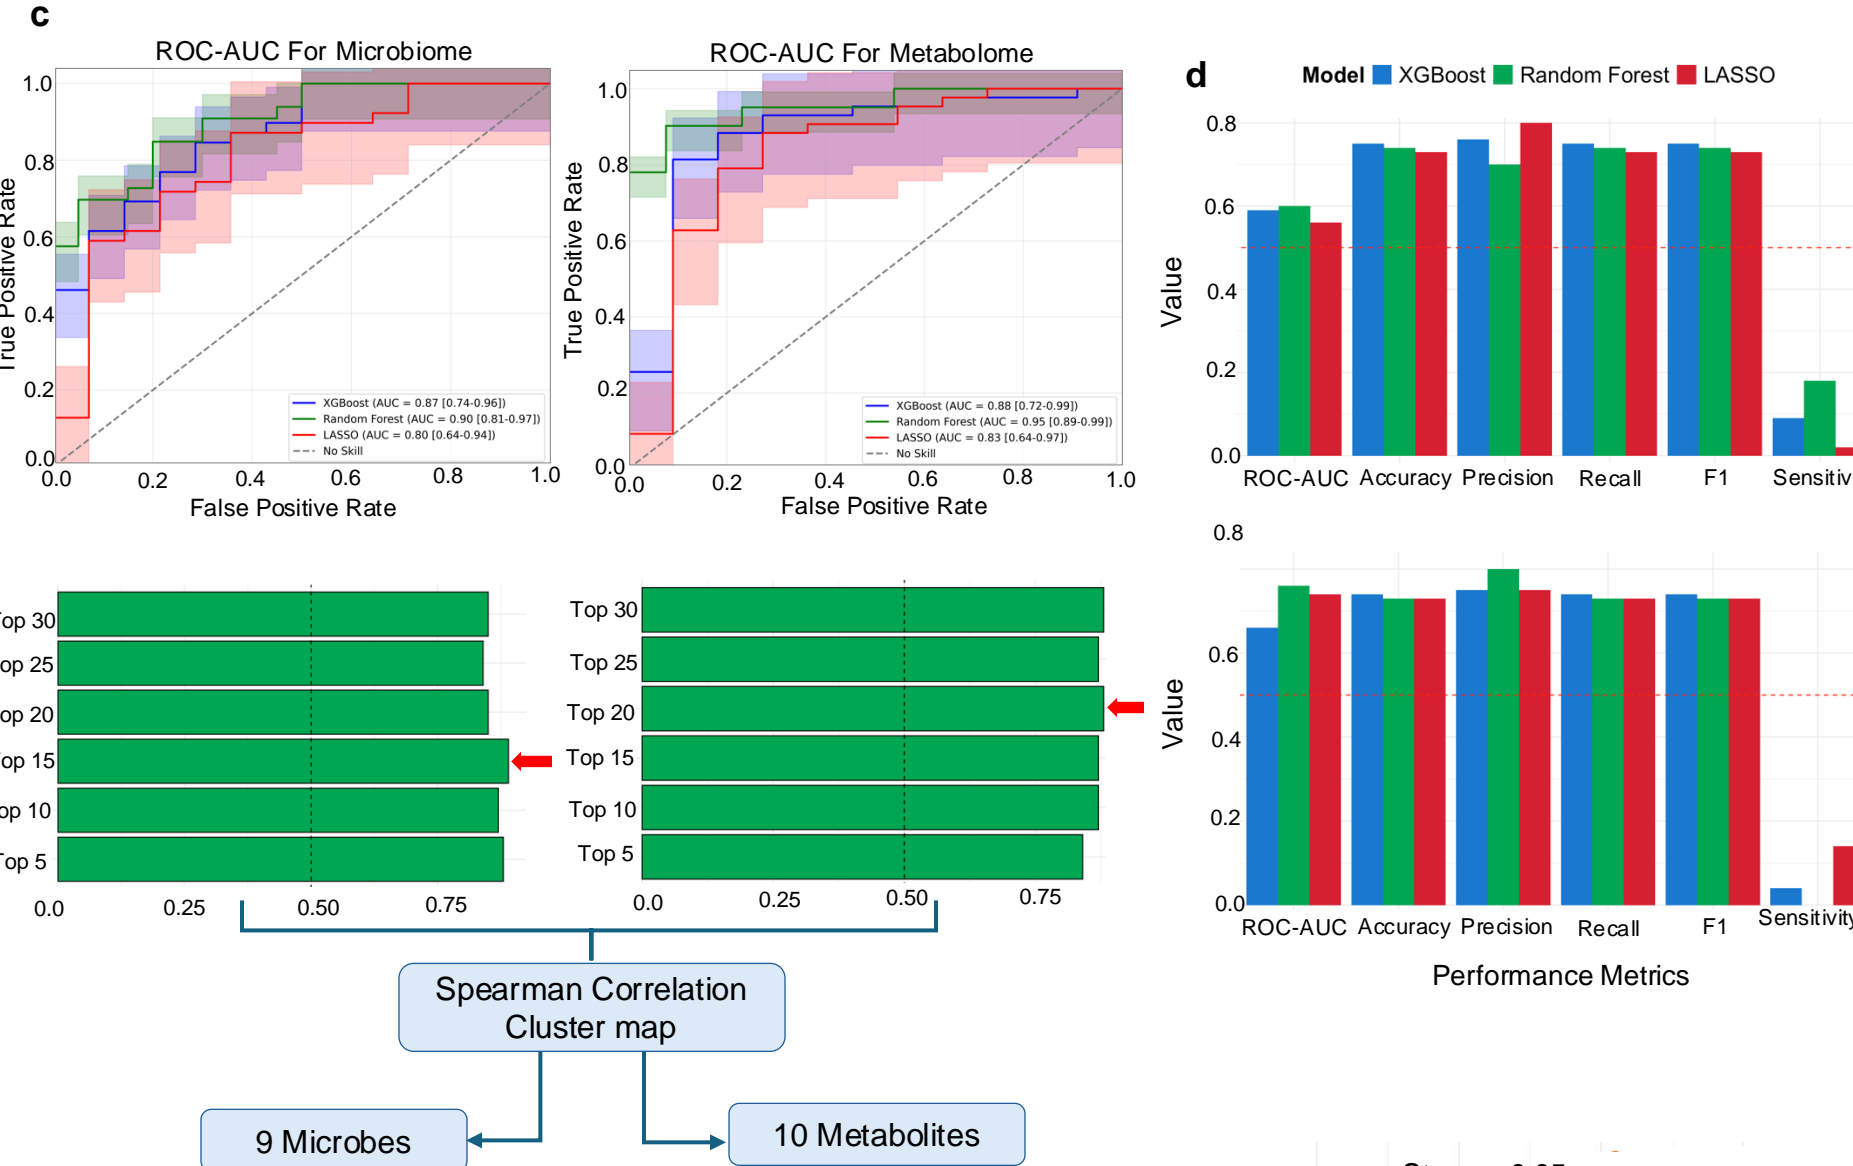 c
ROC-AUC For Microbiome
True Positive Rate
1.0
0.8
0.6
0.4
0.2
0.0
XGBoost (AUC = 0.87 [0.74-0.96])
Random Forest (AUC = 0.90 [0.81-0.97])
LASSO (AUC = 0.80 [0.64-0.94])
No Skill
0.0 0.2 0.4 0.6 0.8 1.0
False Positive Rate
ROC-AUC For Metabolome
True Positive Rate
1.0
0.8
0.6
0.4
0.2
0.0
XGBoost (AUC = 0.88 [0.72-0.99])
Random Forest (AUC = 0.95 [0.89-0.99])
LASSO (AUC = 0.83 [0.64-0.97])
No Skill
0.0 0.2 0.4 0.6 0.8 1.0
False Positive Rate
Top 30
Top 25
Top 20
Top 15
Top 10
Top 5
0.0 0.25 0.50 0.75
Top 30
Top 25
Top 20
Top 15
Top 10
Top 5
0.0 0.25 0.50 0.75
Spearman Correlation
Cluster map
9 Microbes
10 Metabolites
d
Model XGBoost Random Forest LASSO
Value
0.8
0.6
0.4
0.2
0.0
ROC-AUC Accuracy Precision Recall F1 Sensitiv
Value
0.8
0.6
0.4
0.2
0.0
ROC-AUC Accuracy Precision Recall F1 Sensitivity
Performance Metrics